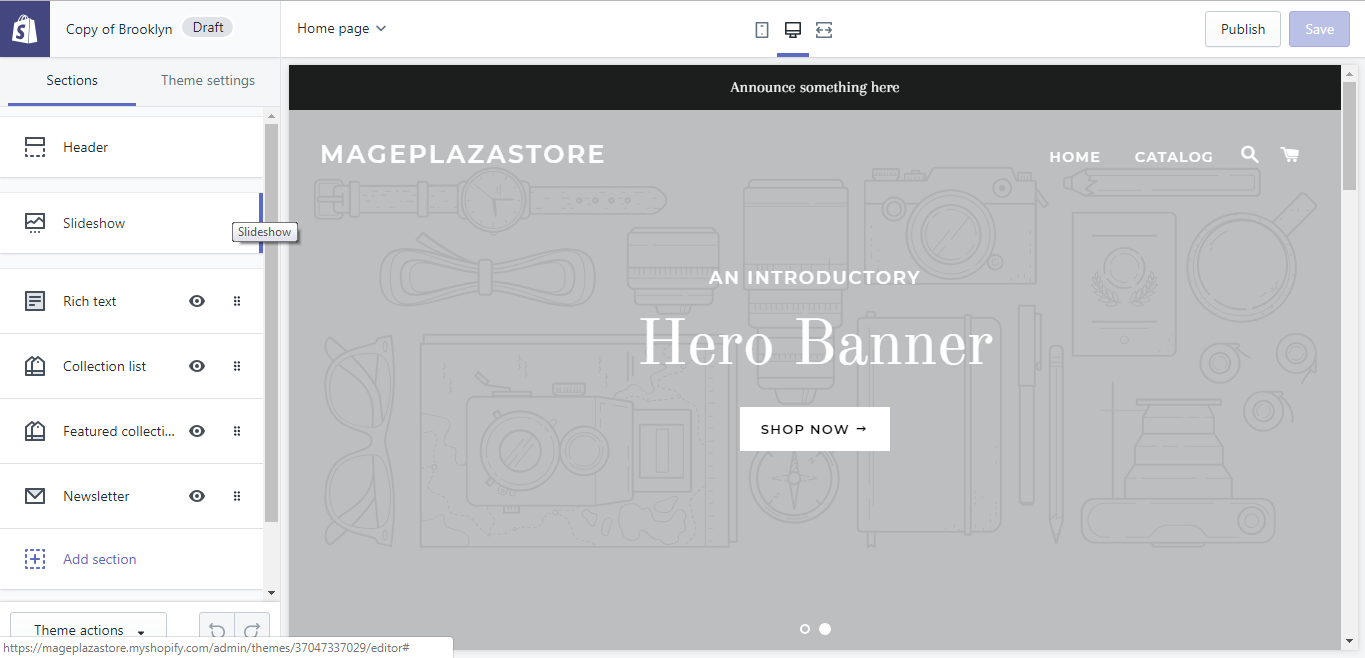 Copy of Brooklyn Draft
Home page
Publish
Save
Sections
Theme settings
Header
Slideshow
Slideshow
Rich text
Collection list
Featured collecti...
Newsletter
Add section
Theme actions
https://mageplazastore.myshopify.com/admin/themes/37047337029/editor#
Announce something here
MAGEPLAZASTORE
HOME
CATALOG
AN INTRODUCTORY
Hero Banner
SHOP NOW →